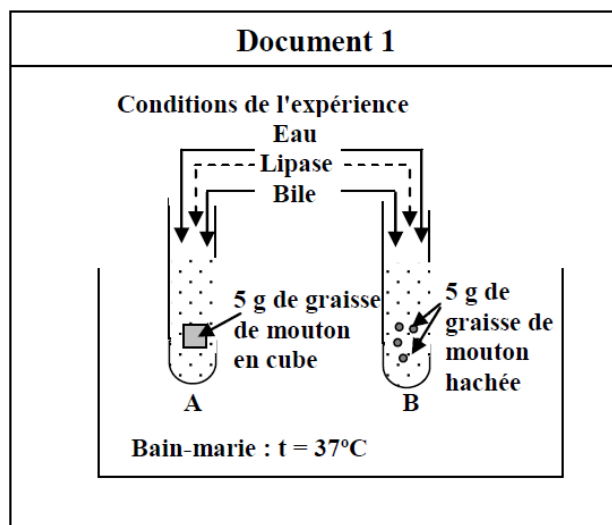 Document 1
Conditions de l'expérience
Eau
Lipase
Bile
5 g de graisse
de mouton
en cube
5 g de
graisse de
mouton
hachée
A
B
Bain-marie : t = 37ºC